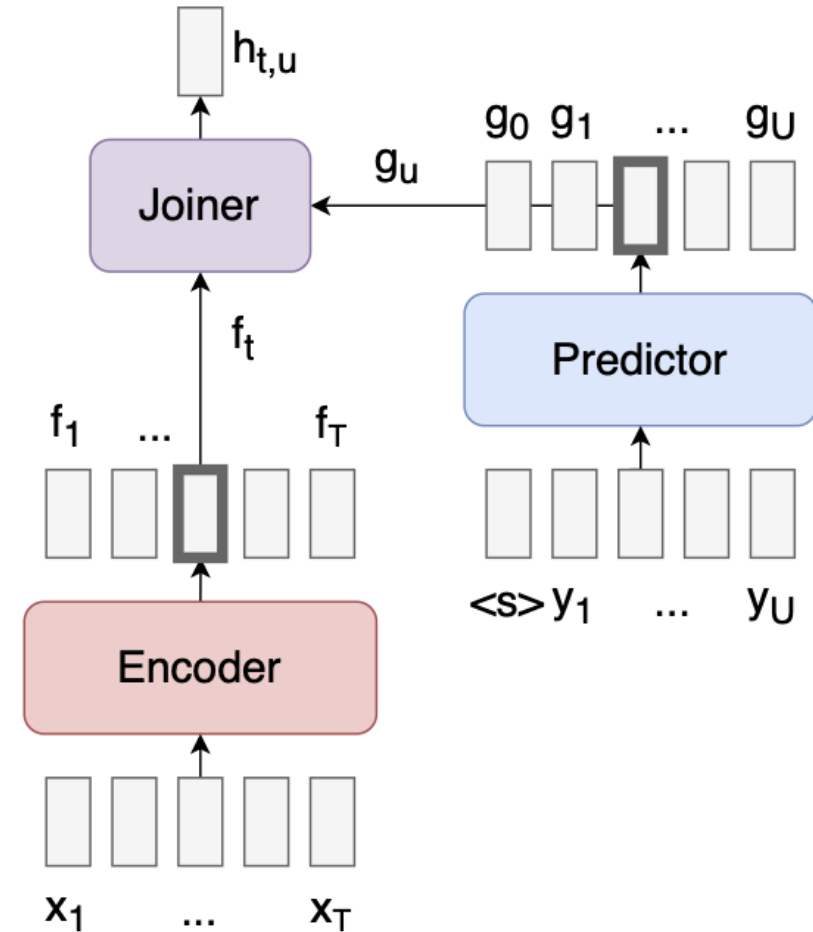 h_t,u
g_0 g_1 ... g_U
Joiner
g_u
f_t
Predictor
f_1 ... f_T
<s> y_1 ... y_U
Encoder
x_1 ... x_T